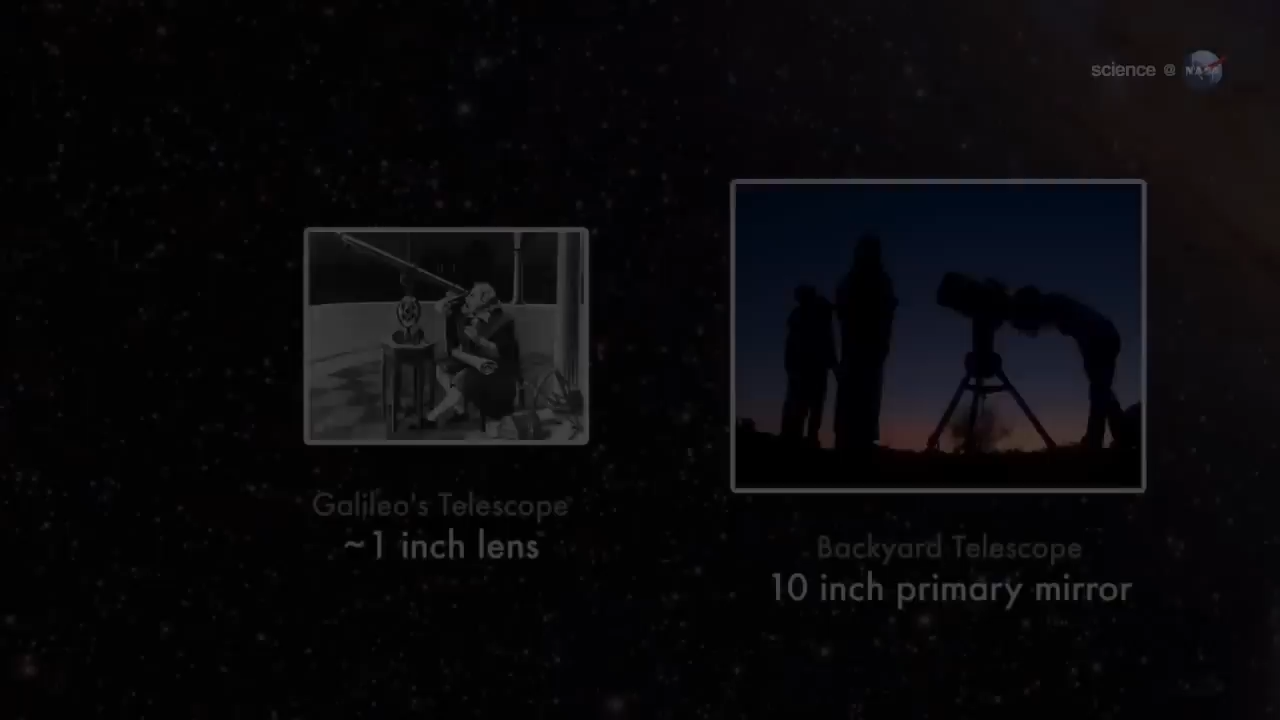 science @ NASA
Galileo's Telescope
~1 inch lens
Backyard Telescope
10 inch primary mirror